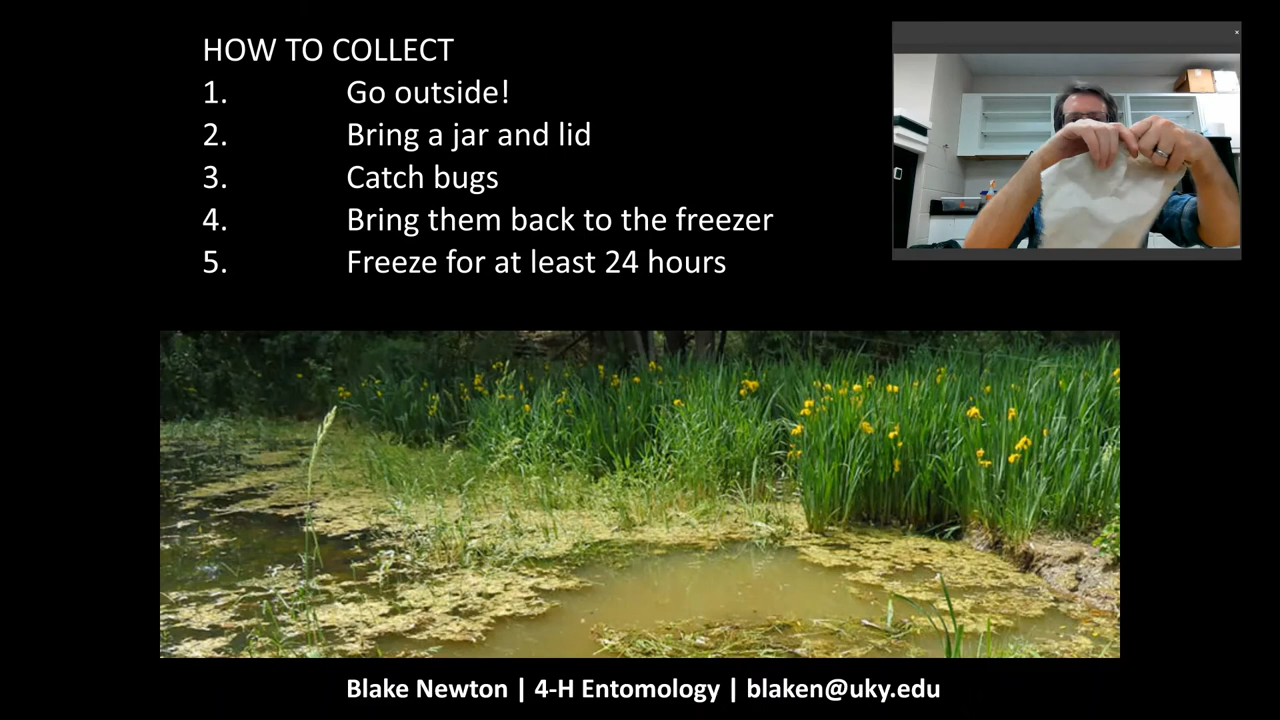 HOW TO COLLECT
1. Go outside!
2. Bring a jar and lid
3. Catch bugs
4. Bring them back to the freezer
5. Freeze for at least 24 hours
Blake Newton | 4-H Entomology | blaken@uky.edu